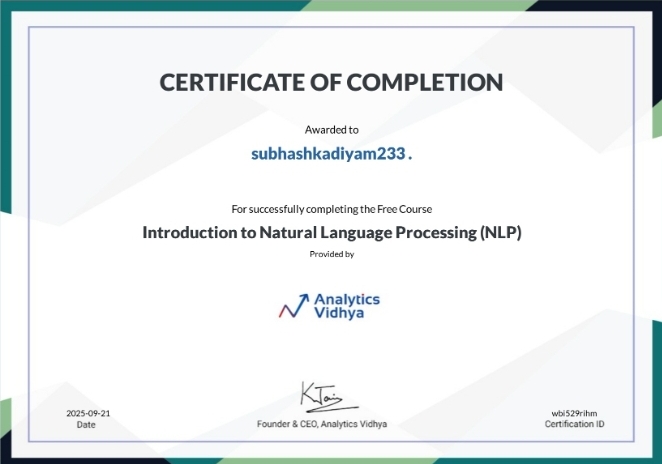 CERTIFICATE OF COMPLETION
Awarded to
subhashkadiyam233 .
For successfully completing the Free Course
Introduction to Natural Language Processing (NLP)
Provided by
Analytics
Vidhya
K.Jain
2025-09-21
Date
Founder & CEO, Analytics Vidhya
wbi529rihm
Certification ID